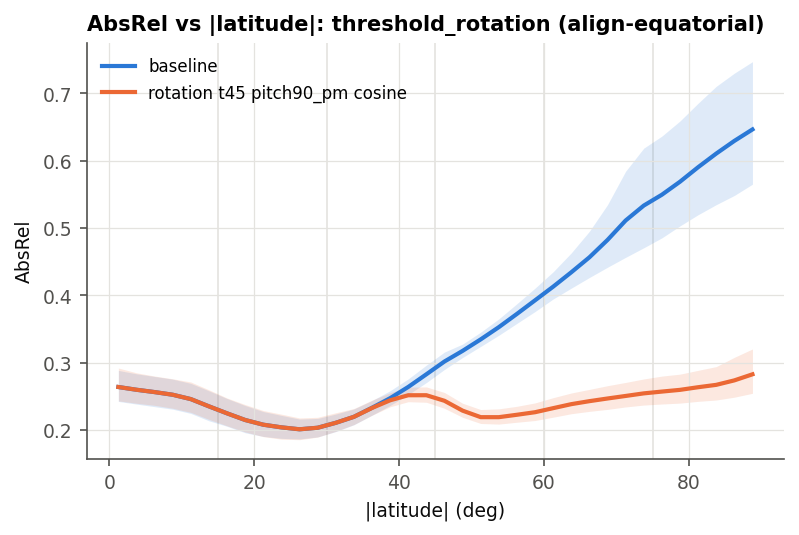 AbsRel vs |latitude|: threshold_rotation (align-equatorial)
baseline
rotation t45 pitch90_pm cosine
AbsRel
0.7
0.6
0.5
0.4
0.3
0.2
0 20 40 60 80
|latitude| (deg)